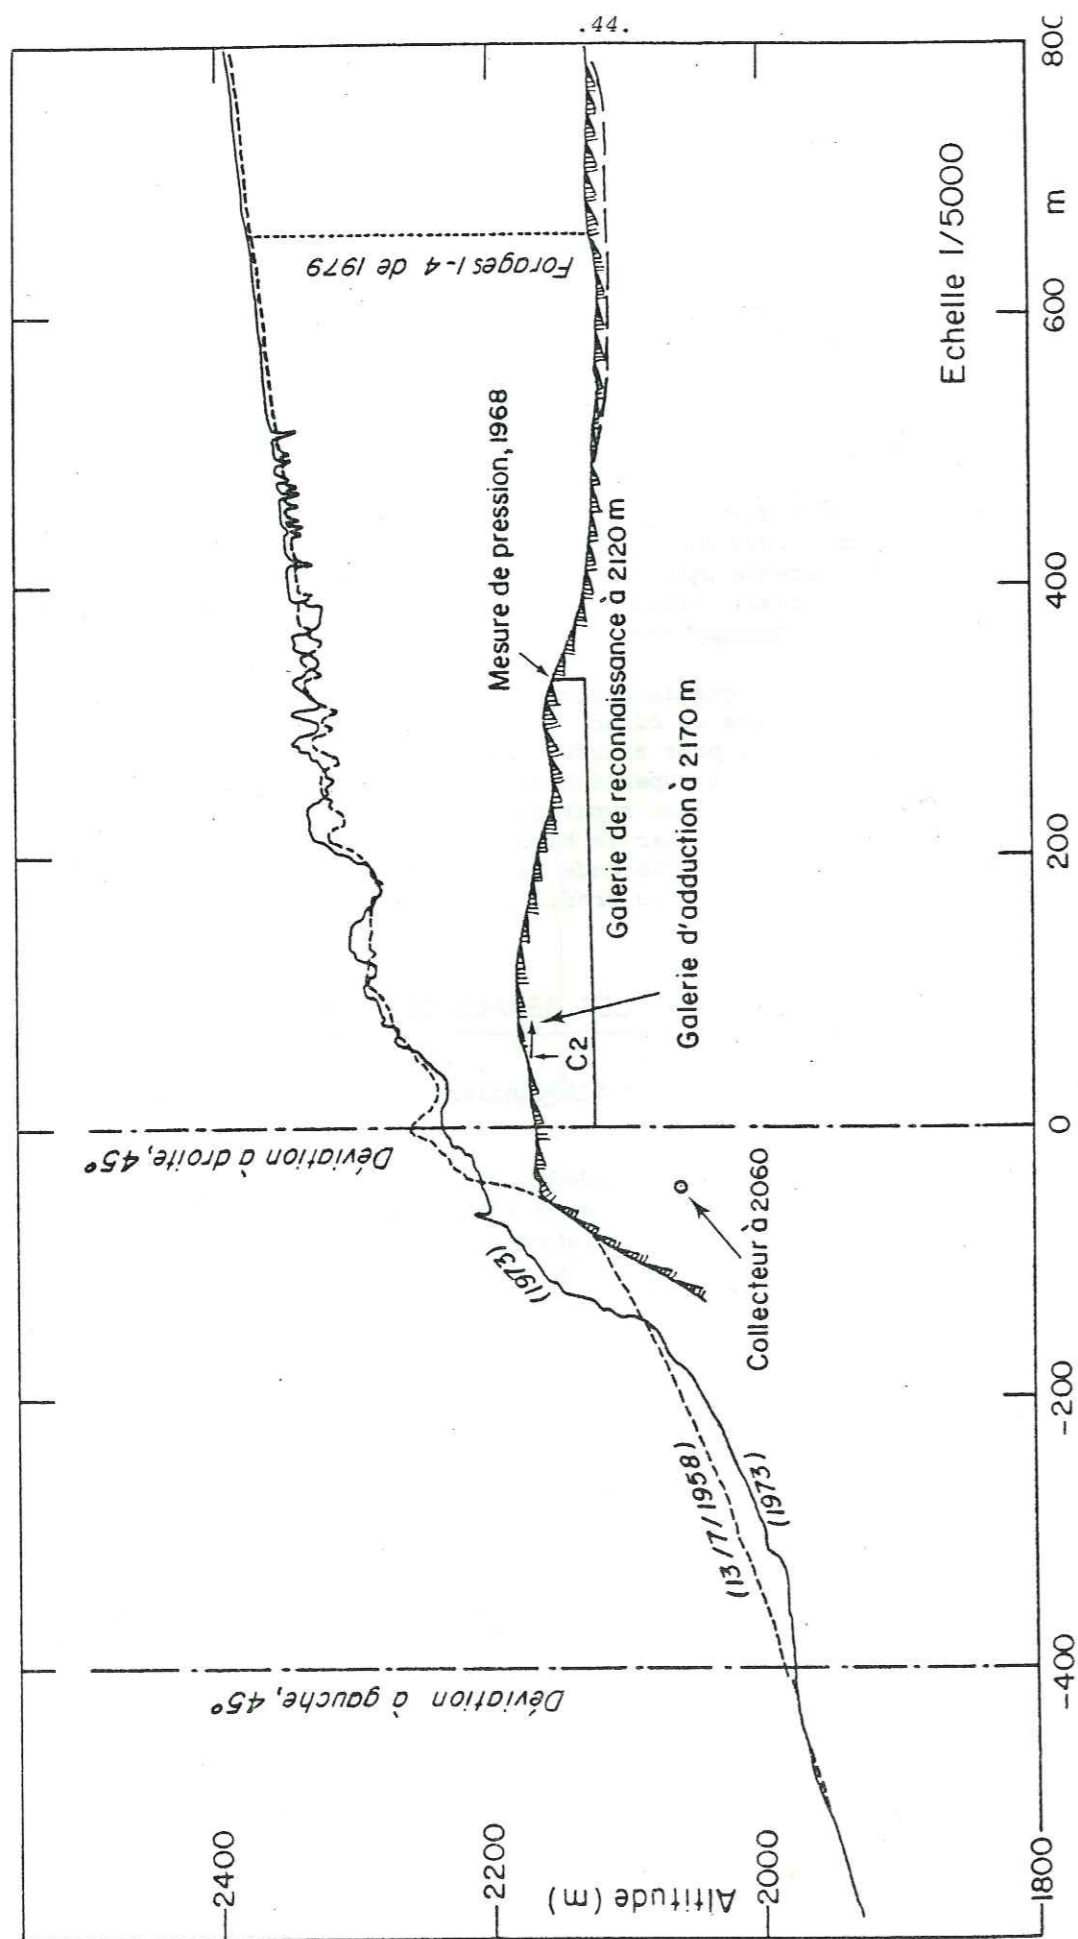 .44.
2400
2200
2000
1800
Altitude (m)
Déviation à gauche, 45°
Déviation à droite, 45°
(1973)
(13/7/1958)
(1973)
Collecteur à 2060
C2
Galerie d'adduction à 2170 m
Galerie de reconnaissance à 2120 m
Mesure de pression, 1968
Forages 1-4 de 1979
Echelle 1/5000
-400
-200
0
200
400
600
m